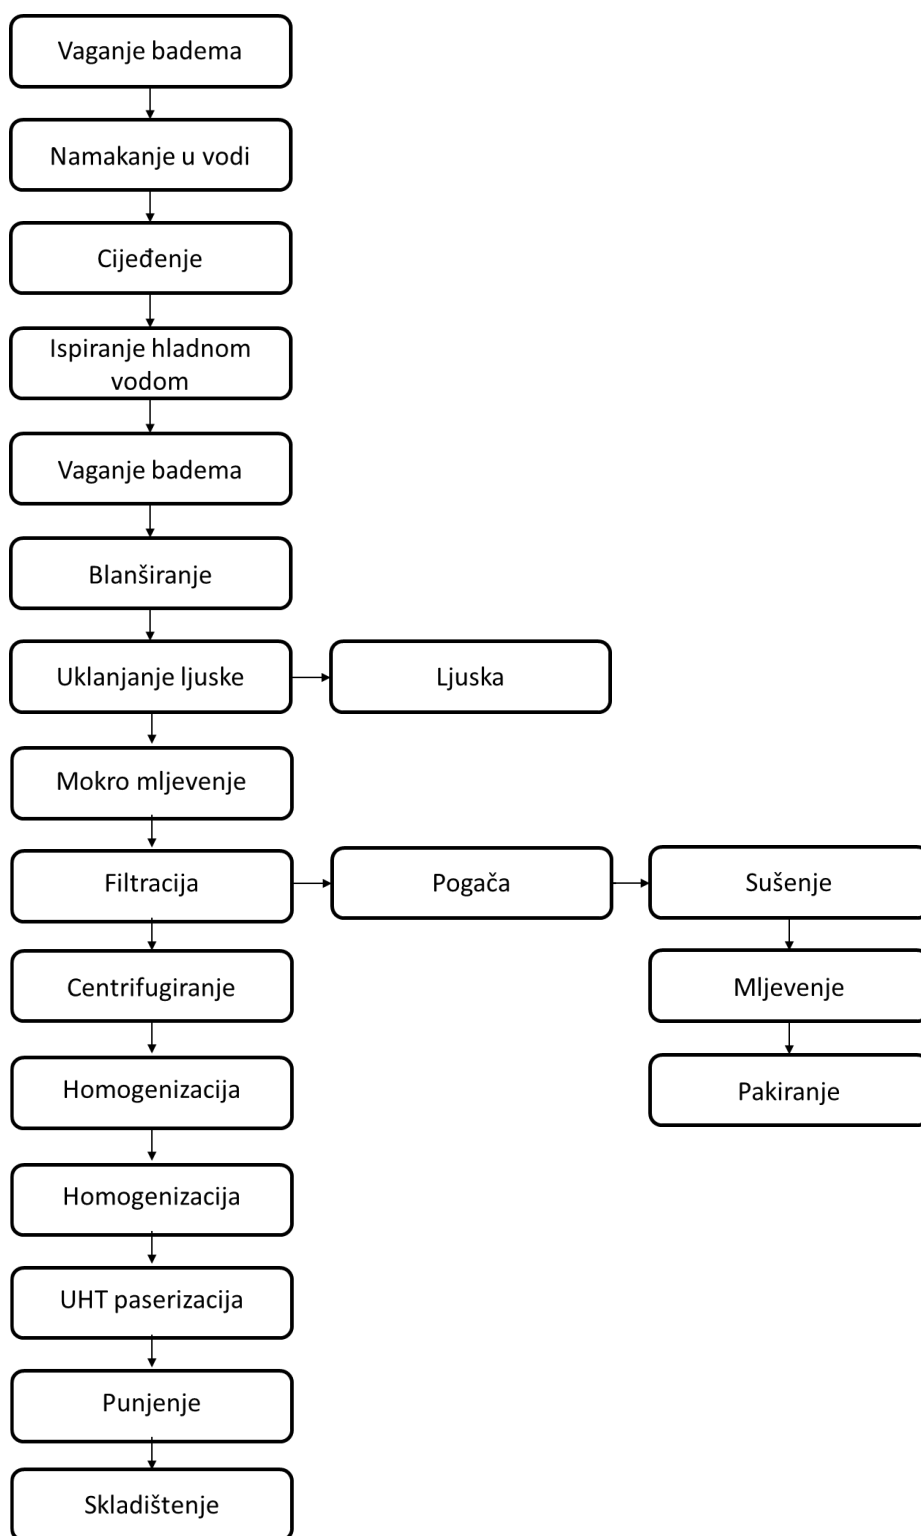 Vaganje badema
Namakanje u vodi
Cijeđenje
Ispiranje hladnom
vodom
Vaganje badema
Blanširanje
Uklanjanje ljuske
Ljuska
Mokro mljevenje
Filtracija
Pogača
Sušenje
Centrifugiranje
Mljevenje
Homogenizacija
Pakiranje
Homogenizacija
UHT paserizacija
Punjenje
Skladištenje